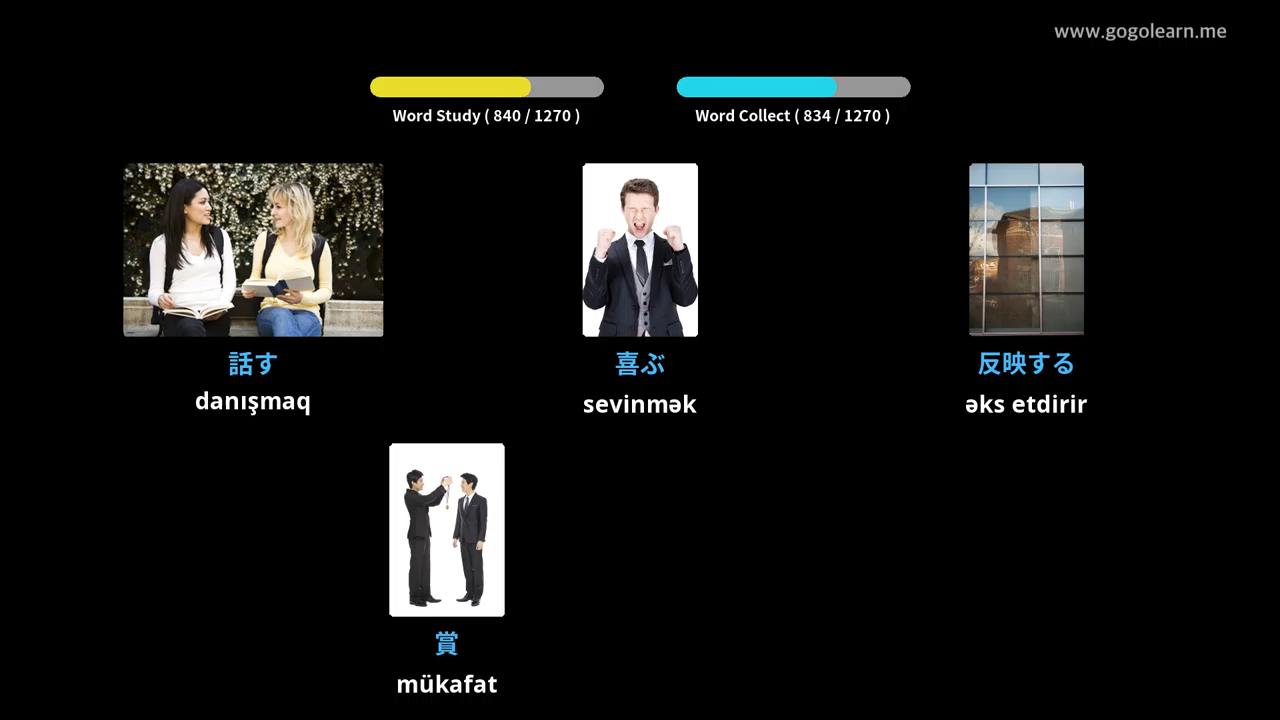 www.gogolearn.me
Word Study ( 840 / 1270 )
Word Collect ( 834 / 1270 )
話す
danışmaq
喜ぶ
sevinmək
反映する
əks etdirir
賞
mükafat